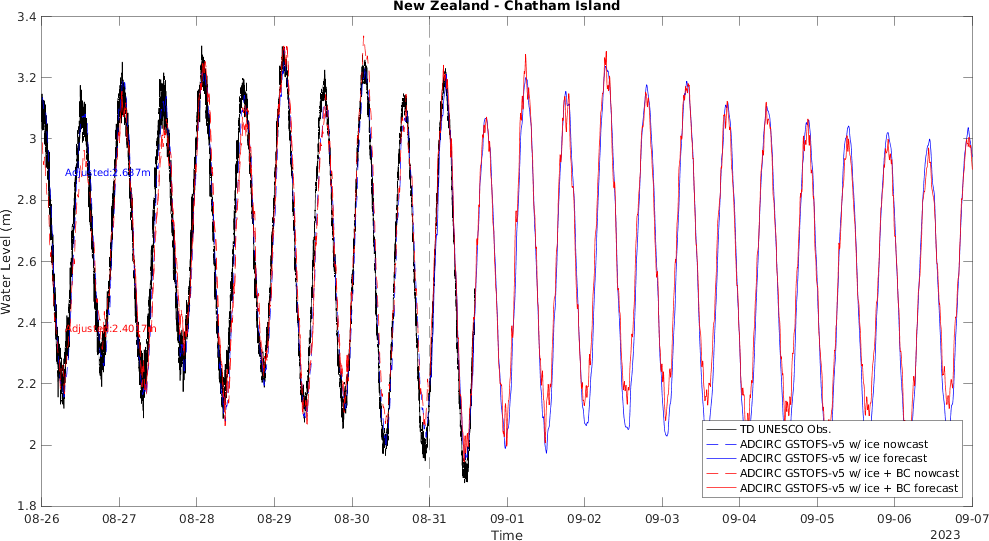 New Zealand - Chatham Island
3.4
3.2
3
2.8
2.6
2.4
2.2
2
1.8
Water Level (m)
Adjusted:2.637m
Adjusted:2.4017m
TD UNESCO Obs.
ADCIRC GSTOFS-v5 w/ ice nowcast
ADCIRC GSTOFS-v5 w/ ice forecast
ADCIRC GSTOFS-v5 w/ ice + BC nowcast
ADCIRC GSTOFS-v5 w/ ice + BC forecast
08-26 08-27 08-28 08-29 08-30 08-31 09-01 09-02 09-03 09-04 09-05 09-06 09-07
Time
2023